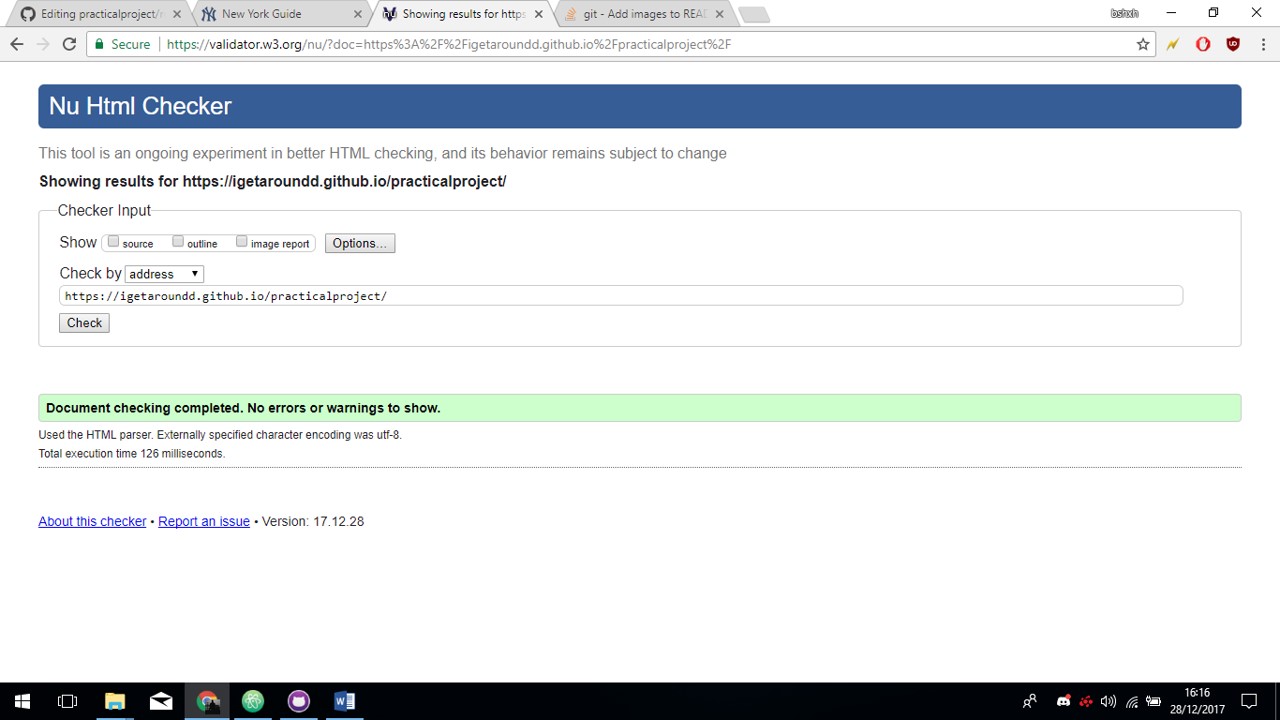 Editing practicalproject/r
New York Guide
Showing results for https
git - Add images to REA
bshxh
Secure
https://validator.w3.org/nu/?doc=https%3A%2F%2Figetaroundd.github.io%2Fpracticalproject%2F
Nu Html Checker
This tool is an ongoing experiment in better HTML checking, and its behavior remains subject to change
Showing results for https://igetaroundd.github.io/practicalproject/
Checker Input
Show source outline image report Options...
Check by address
https://igetaroundd.github.io/practicalproject/
Check
Document checking completed. No errors or warnings to show.
Used the HTML parser. Externally specified character encoding was utf-8.
Total execution time 126 milliseconds.
About this checker • Report an issue • Version: 17.12.28
16:16
28/12/2017